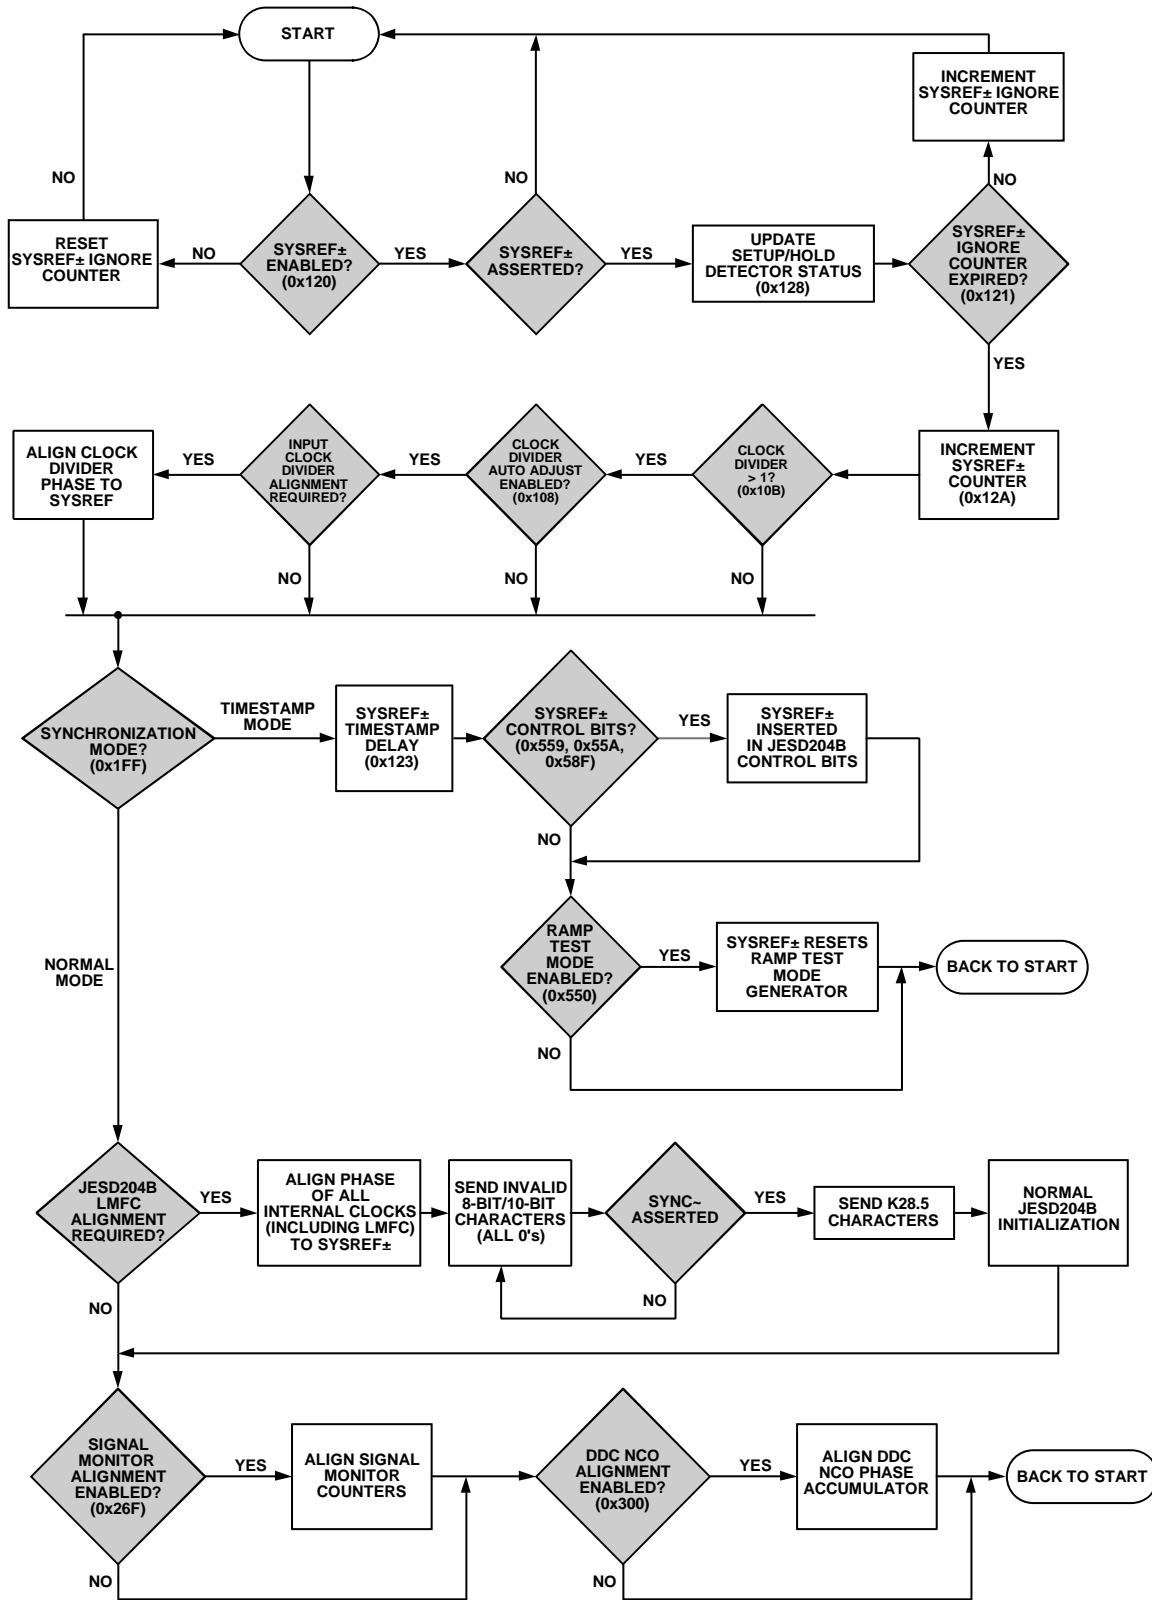 START
INCREMENT
SYSREF± IGNORE
COUNTER
NO
NO
NO
RESET
SYSREF± IGNORE
COUNTER
NO
SYSREF±
ENABLED?
(0x120)
YES
SYSREF±
ASSERTED?
YES
UPDATE
SETUP/HOLD
DETECTOR STATUS
(0x128)
SYSREF±
IGNORE
COUNTER
EXPIRED?
(0x121)
YES
ALIGN CLOCK
DIVIDER
PHASE TO
SYSREF
YES
INPUT
CLOCK
DIVIDER
ALIGNMENT
REQUIRED?
YES
CLOCK
DIVIDER
AUTO ADJUST
ENABLED?
(0x108)
YES
CLOCK
DIVIDER
> 1?
(0x10B)
INCREMENT
SYSREF±
COUNTER
(0x12A)
NO
NO
NO
SYNCHRONIZATION
MODE?
(0x1FF)
TIMESTAMP
MODE
SYSREF±
TIMESTAMP
DELAY
(0x123)
SYSREF±
CONTROL BITS?
(0x559, 0x55A,
0x58F)
YES
SYSREF±
INSERTED
IN JESD204B
CONTROL BITS
NO
NORMAL
MODE
RAMP
TEST
MODE
ENABLED?
(0x550)
YES
SYSREF± RESETS
RAMP TEST
MODE
GENERATOR
BACK TO START
NO
JESD204B
LMFC
ALIGNMENT
REQUIRED?
YES
ALIGN PHASE
OF ALL
INTERNAL CLOCKS
(INCLUDING LMFC)
TO SYSREF±
SEND INVALID
8-BIT/10-BIT
CHARACTERS
(ALL 0's)
SYNC~
ASSERTED
YES
SEND K28.5
CHARACTERS
NORMAL
JESD204B
INITIALIZATION
NO
NO
SIGNAL
MONITOR
ALIGNMENT
ENABLED?
(0x26F)
YES
ALIGN SIGNAL
MONITOR
COUNTERS
DDC NCO
ALIGNMENT
ENABLED?
(0x300)
YES
ALIGN DDC
NCO PHASE
ACCUMULATOR
BACK TO START
NO
NO